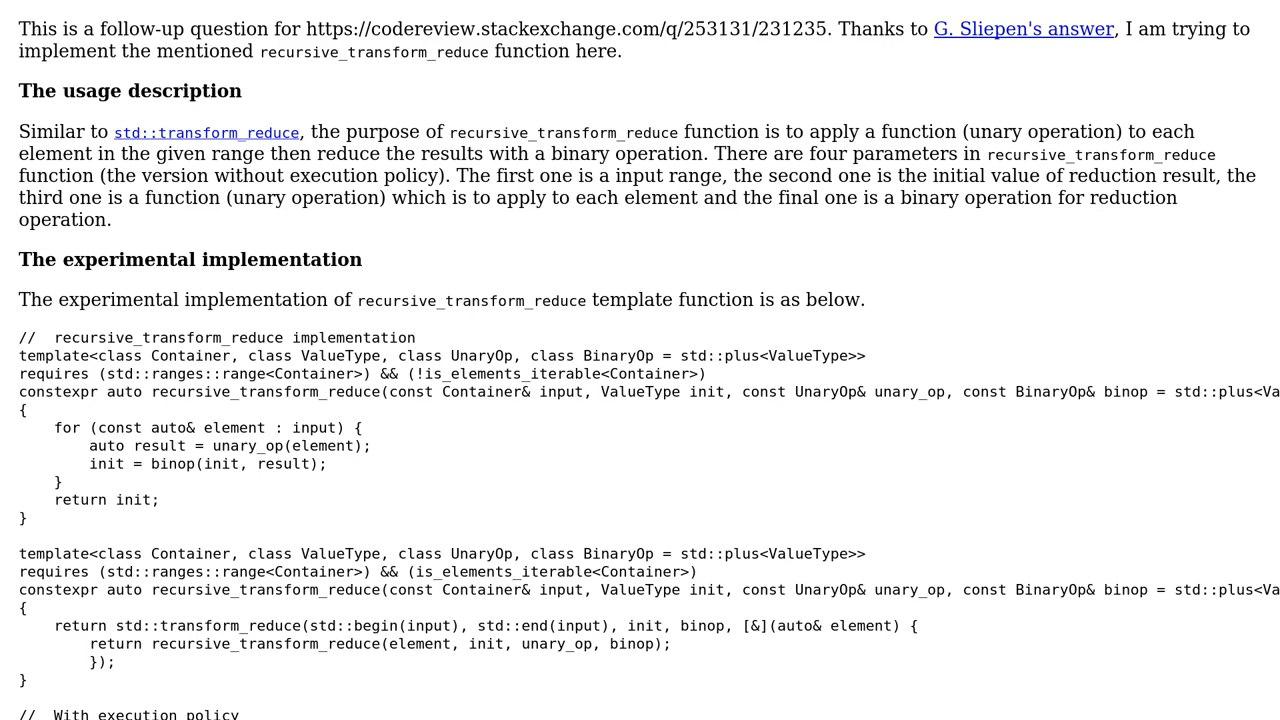 This is a follow-up question for https://codereview.stackexchange.com/q/253131/231235. Thanks to G. Sliepen's answer, I am trying to
implement the mentioned recursive_transform_reduce function here.
The usage description
Similar to std::transform_reduce, the purpose of recursive_transform_reduce function is to apply a function (unary operation) to each
element in the given range then reduce the results with a binary operation. There are four parameters in recursive_transform_reduce
function (the version without execution policy). The first one is a input range, the second one is the initial value of reduction result, the
third one is a function (unary operation) which is to apply to each element and the final one is a binary operation for reduction
operation.
The experimental implementation
The experimental implementation of recursive_transform_reduce template function is as below.
//  recursive_transform_reduce implementation
template<class Container, class ValueType, class UnaryOp, class BinaryOp = std::plus<ValueType>>
requires (std::ranges::range<Container>) && (!is_elements_iterable<Container>)
constexpr auto recursive_transform_reduce(const Container& input, ValueType init, const UnaryOp& unary_op, const BinaryOp& binop = std::plus<Va
{
    for (const auto& element : input) {
        auto result = unary_op(element);
        init = binop(init, result);
    }
    return init;
}
template<class Container, class ValueType, class UnaryOp, class BinaryOp = std::plus<ValueType>>
requires (std::ranges::range<Container>) && (is_elements_iterable<Container>)
constexpr auto recursive_transform_reduce(const Container& input, ValueType init, const UnaryOp& unary_op, const BinaryOp& binop = std::plus<Va
{
    return std::transform_reduce(std::begin(input), std::end(input), init, binop, [&](auto& element) {
        return recursive_transform_reduce(element, init, unary_op, binop);
        });
}
//  With execution policy